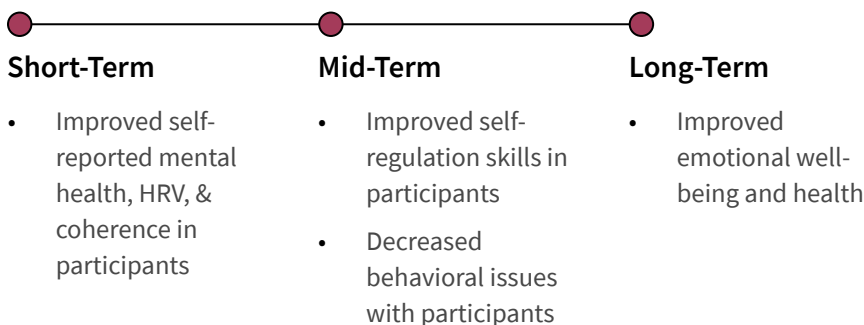 Short-Term
• Improved self-
reported mental
health, HRV, &
coherence in
participants
Mid-Term
• Improved self-
regulation skills in
participants
• Decreased
behavioral issues
with participants
Long-Term
• Improved
emotional well-
being and health